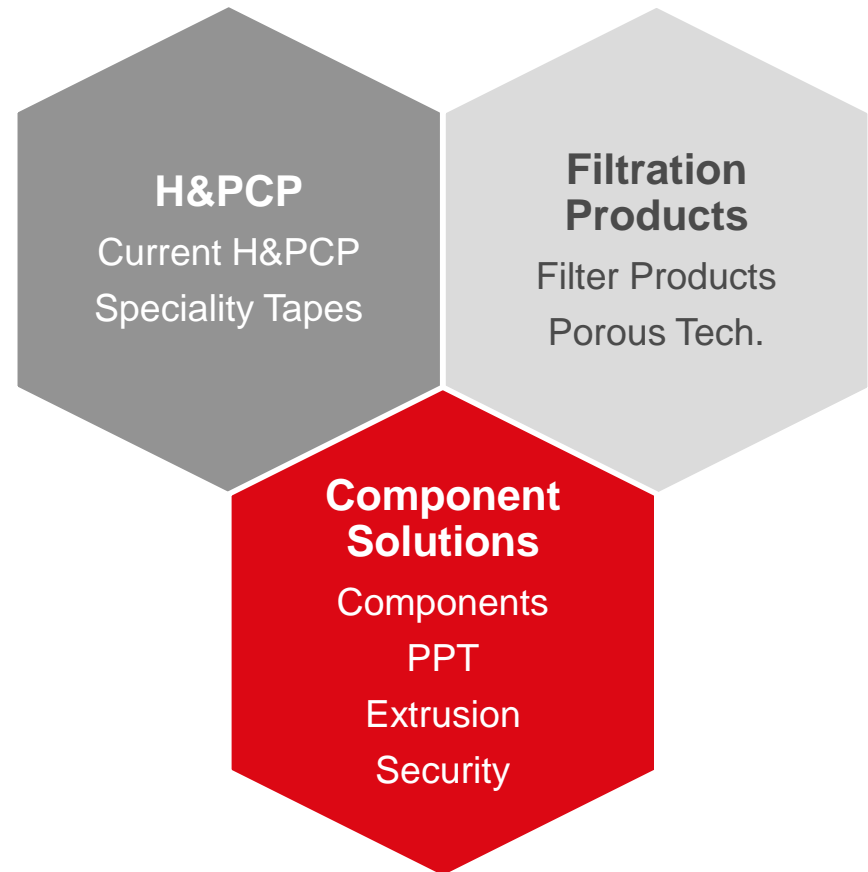 H&PCP
Current H&PCP
Speciality Tapes
Filtration
Products
Filter Products
Porous Tech.
Component
Solutions
Components
PPT
Extrusion
Security